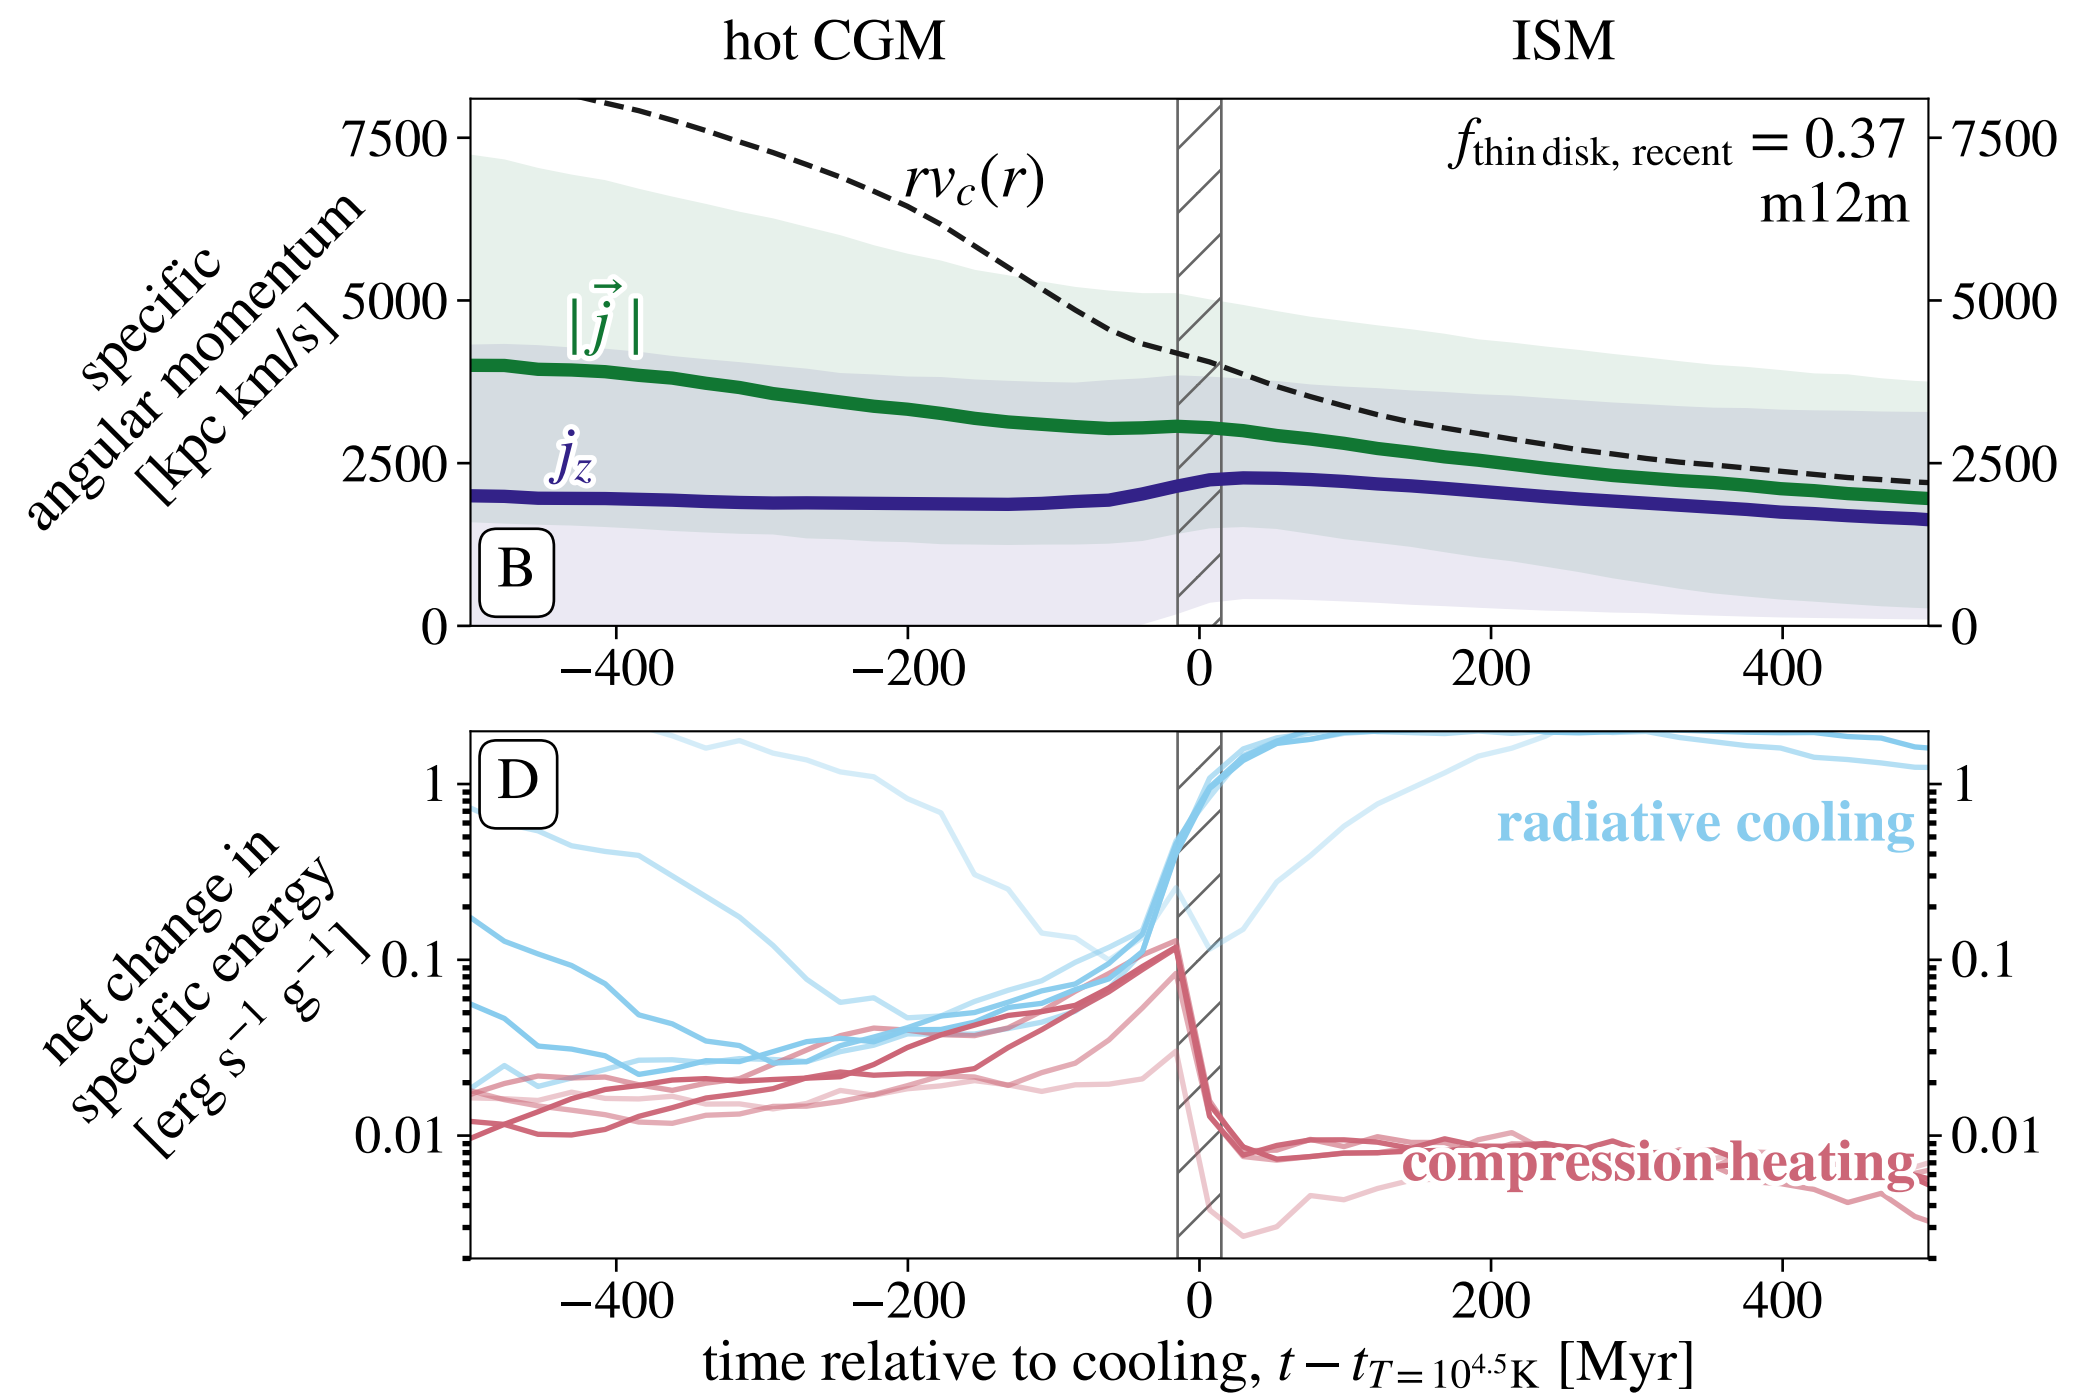 hot CGM
ISM
specific
angular momentum
[kpc km/s]
7500
5000
2500
0
7500
5000
2500
0
rv_c(r)
f_thin disk, recent = 0.37
m12m
|j⃗|
j_z
B
−400
−200
0
200
400
D
net change in
specific energy
[erg s⁻¹ g⁻¹]
1
0.1
0.01
1
0.1
0.01
radiative cooling
compression heating
−400
−200
0
200
400
time relative to cooling, t − t_{T=10^{4.5}K} [Myr]